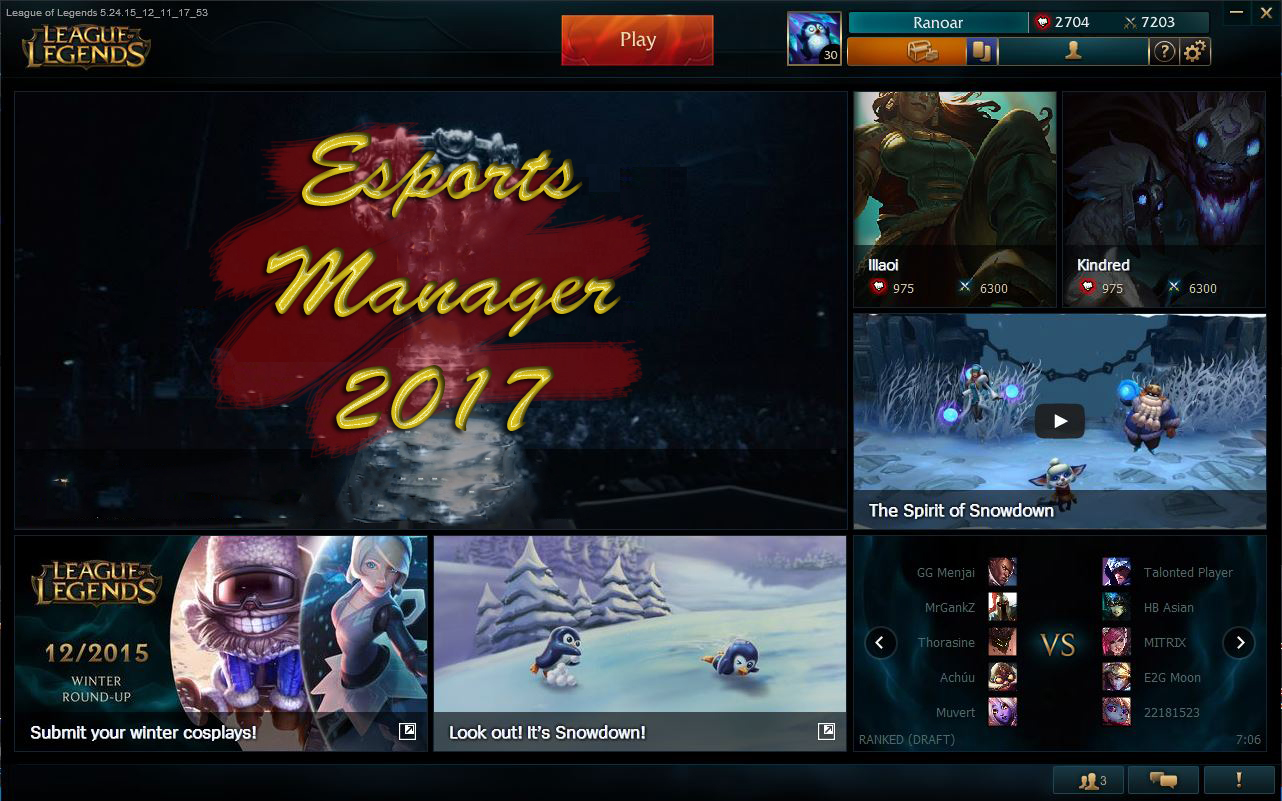 League of Legends 5.24.15_12_11_17_53
LEAGUE OF
LEGENDS
Play
30
Ranoar
2704
7203
?
Esports
Manager
2017
Illaoi
975
6300
Kindred
975
6300
The Spirit of Snowdown
LEAGUE OF
LEGENDS
12/2015
WINTER
ROUND-UP
Submit your winter cosplays!
Look out! It's Snowdown!
GG Menjai
Talonted Player
MrGankZ
HB Asian
Thorasine
VS
MITRIX
Achúu
E2G Moon
Muvert
22181523
RANKED (DRAFT)
7:06
3
!